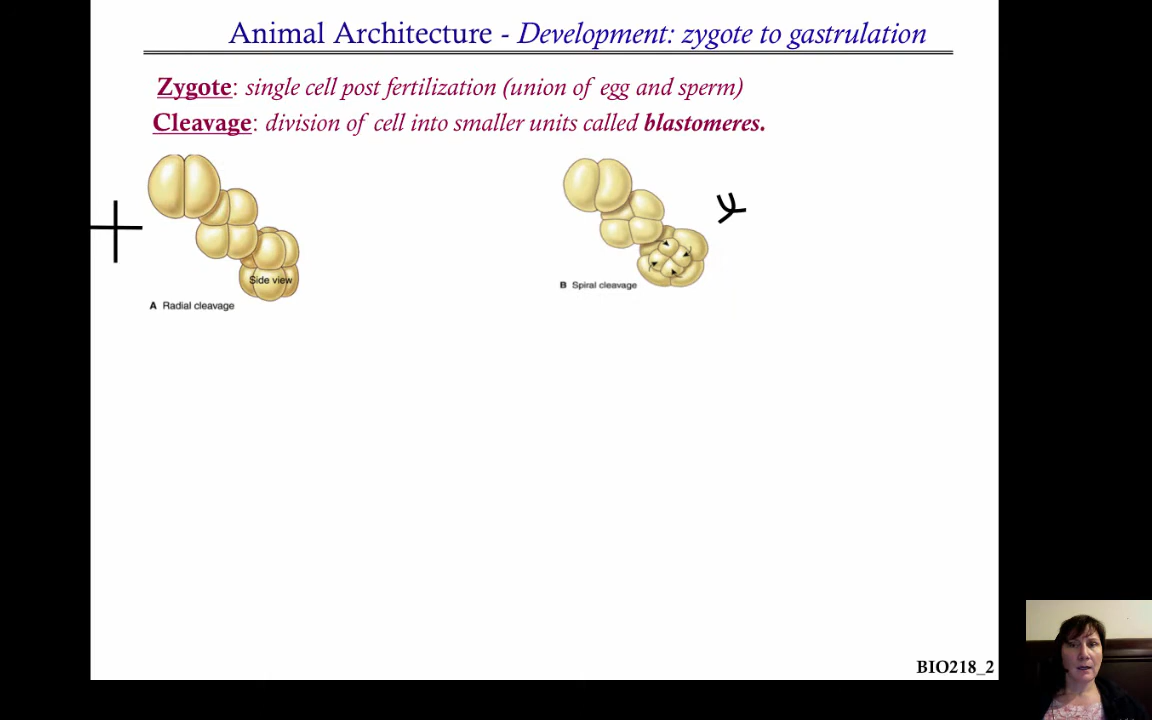 Animal Architecture - Development: zygote to gastrulation
Zygote: single cell post fertilization (union of egg and sperm)
Cleavage: division of cell into smaller units called blastomeres.
Side view
A Radial cleavage
B Spiral cleavage
BIO218_2